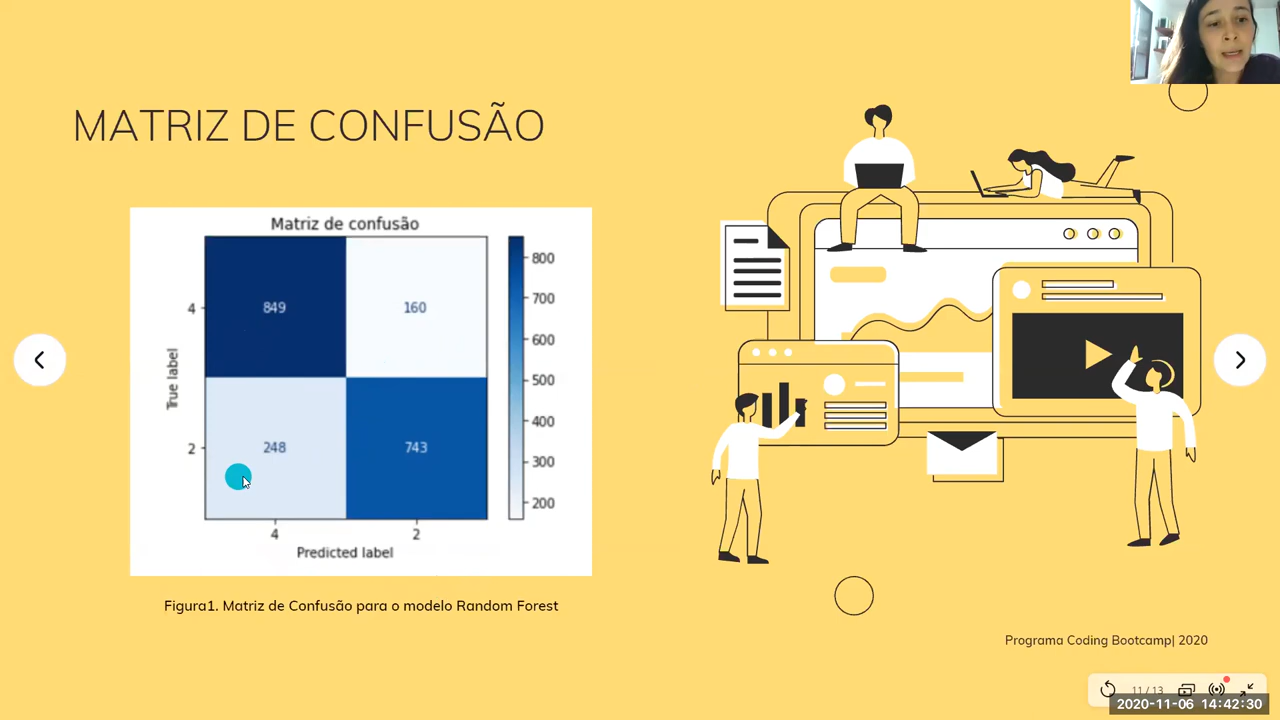 MATRIZ DE CONFUSÃO
Matriz de confusão
849 160
248 743
4
2
True label
4 2
Predicted label
800
700
600
500
400
300
200
Figura1. Matriz de Confusão para o modelo Random Forest
Programa Coding Bootcamp| 2020
11 / 13
2020-11-06 14:42:30